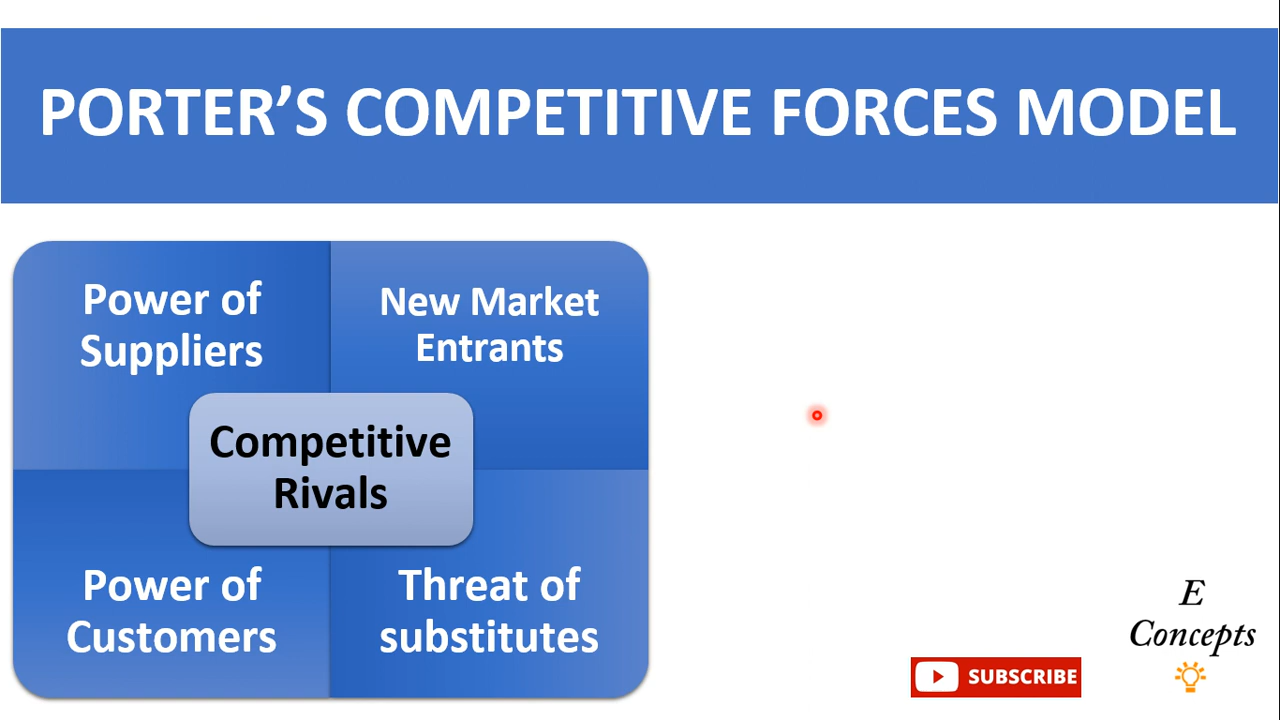 PORTER’S COMPETITIVE FORCES MODEL
Power of
Suppliers
New Market
Entrants
Competitive
Rivals
Power of
Customers
Threat of
substitutes
E
Concepts
SUBSCRIBE